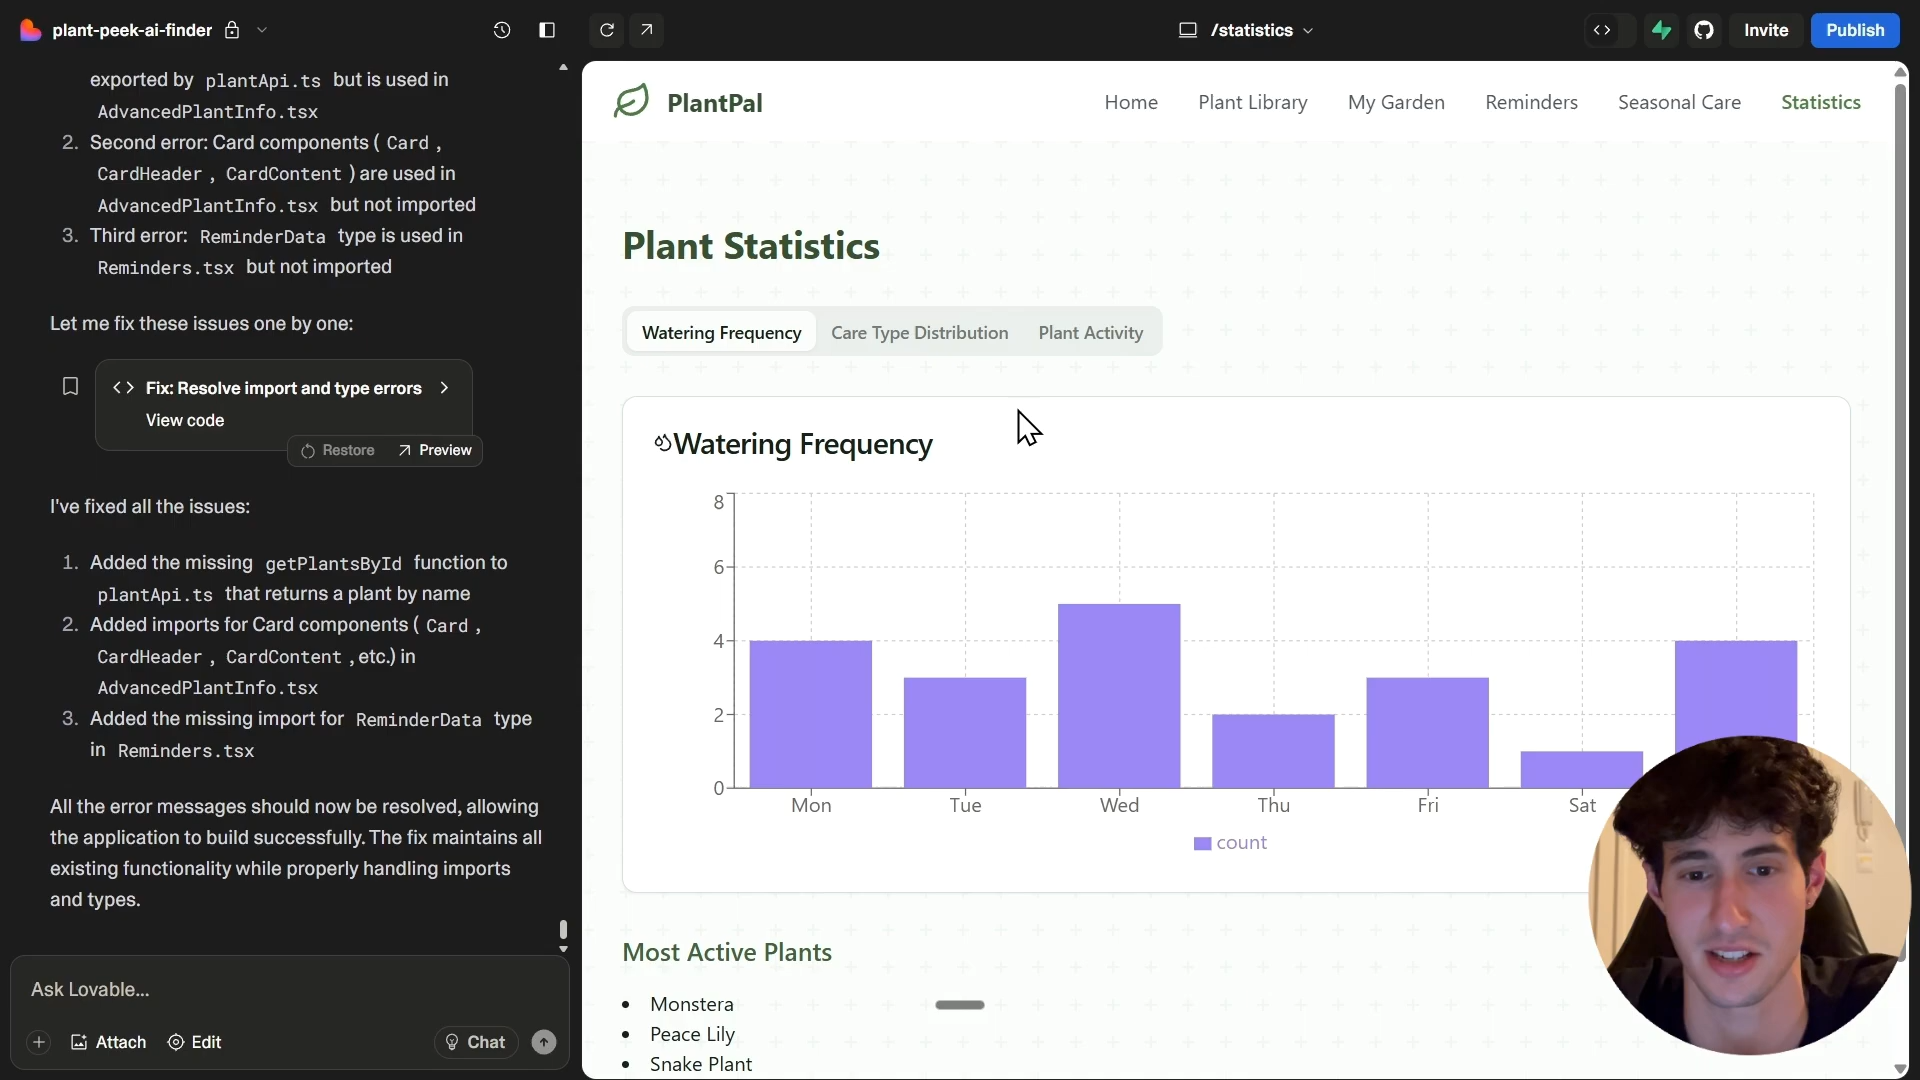 plant-peek-ai-finder
/statistics
Invite
Publish
exported by plantApi.ts but is used in
AdvancedPlantInfo.tsx
2. Second error: Card components ( Card ,
CardHeader , CardContent ) are used in
AdvancedPlantInfo.tsx but not imported
3. Third error: ReminderData type is used in
Reminders.tsx but not imported
Let me fix these issues one by one:
Fix: Resolve import and type errors
View code
Restore
Preview
I've fixed all the issues:
1. Added the missing getPlantsById function to
plantApi.ts that returns a plant by name
2. Added imports for Card components ( Card ,
CardHeader , CardContent , etc.) in
AdvancedPlantInfo.tsx
3. Added the missing import for ReminderData type
in Reminders.tsx
All the error messages should now be resolved, allowing
the application to build successfully. The fix maintains all
existing functionality while properly handling imports
and types.
Ask Lovable...
Attach
Edit
Chat
PlantPal
Home
Plant Library
My Garden
Reminders
Seasonal Care
Statistics
Plant Statistics
Watering Frequency
Care Type Distribution
Plant Activity
Watering Frequency
8
6
4
2
0
Mon
Tue
Wed
Thu
Fri
Sat
count
Most Active Plants
• Monstera
• Peace Lily
• Snake Plant